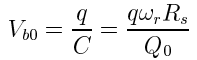 $V_{b0} = \frac{q}{C} = \frac{q\omega_r R_s}{Q_0}$